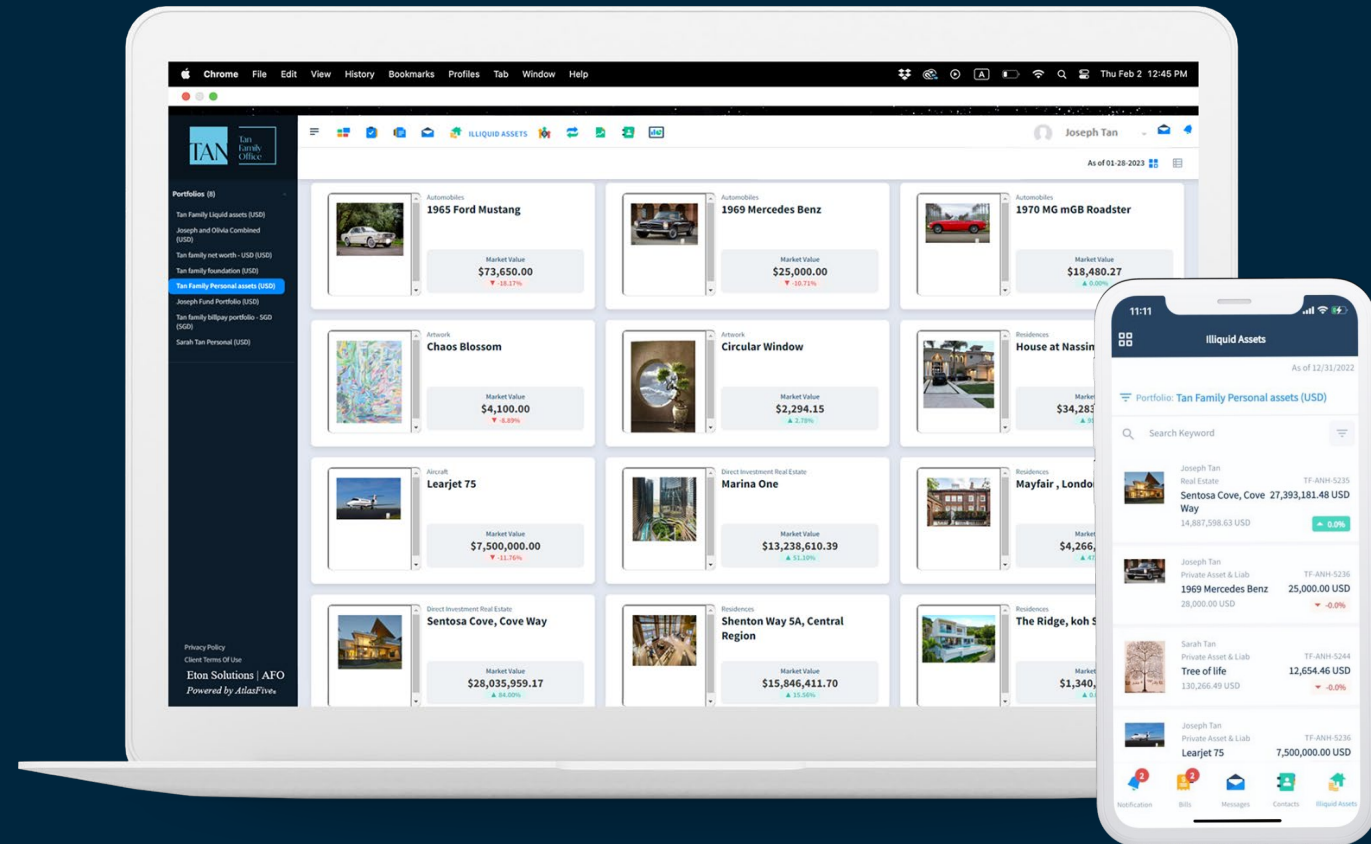 Chrome File Edit View History Bookmarks Profiles Tab Window Help
Thu Feb 2 12:45 PM
TAN
Tan
Family
Office
ILLIQUID ASSETS
Joseph Tan
As of 01-28-2023
Portfolios (8)
Tan Family Liquid assets (USD)
Joseph and Olivia Combined
(USD)
Tan family net worth - USD (USD)
Tan family foundation (USD)
Tan Family Personal assets (USD)
Joseph Fund Portfolio (USD)
Tan family billpay portfolio - SGD
(SGD)
Sarah Tan Personal (USD)
Privacy Policy
Client Terms Of Use
Eton Solutions | AFO
Powered by AtlasFive
Automobiles
1965 Ford Mustang
Market Value
$73,650.00
▼ -18.17%
Automobiles
1969 Mercedes Benz
Market Value
$25,000.00
▼ -10.71%
Automobiles
1970 MG mGB Roadster
Market Value
$18,480.27
▲ 0.00%
Artwork
Chaos Blossom
Market Value
$4,100.00
▼ -8.89%
Artwork
Circular Window
Market Value
$2,294.15
▲ 2.78%
Residences
House at Nassin
Marke
$34,283
Aircraft
Learjet 75
Market Value
$7,500,000.00
▼ -11.76%
Direct Investment Real Estate
Marina One
Market Value
$13,238,610.39
▲ 51.10%
Residences
Mayfair , Londo
Market
$4,266,
Direct Investment Real Estate
Sentosa Cove, Cove Way
Market Value
$28,035,959.17
▲ 84.00%
Residences
Shenton Way 5A, Central
Region
Market Value
$15,846,411.70
▲ 15.56%
Residences
The Ridge, koh S
Market
$1,340,
11:11
Illiquid Assets
As of 12/31/2022
Portfolio: Tan Family Personal assets (USD)
Search Keyword
Joseph Tan
Real Estate TF-ANH-5235
Sentosa Cove, Cove 27,393,181.48 USD
Way
14,887,598.63 USD ▲ 0.0%
Joseph Tan
Private Asset & Liab TF-ANH-5236
1969 Mercedes Benz 25,000.00 USD
28,000.00 USD ▼ -0.0%
Sarah Tan
Private Asset & Liab TF-ANH-5244
Tree of life 12,654.46 USD
130,266.49 USD ▼ -0.0%
Joseph Tan
Private Asset & Liab TF-ANH-5236
Learjet 75 7,500,000.00 USD
2 2
Notification Bills Messages Contacts Illiquid Assets